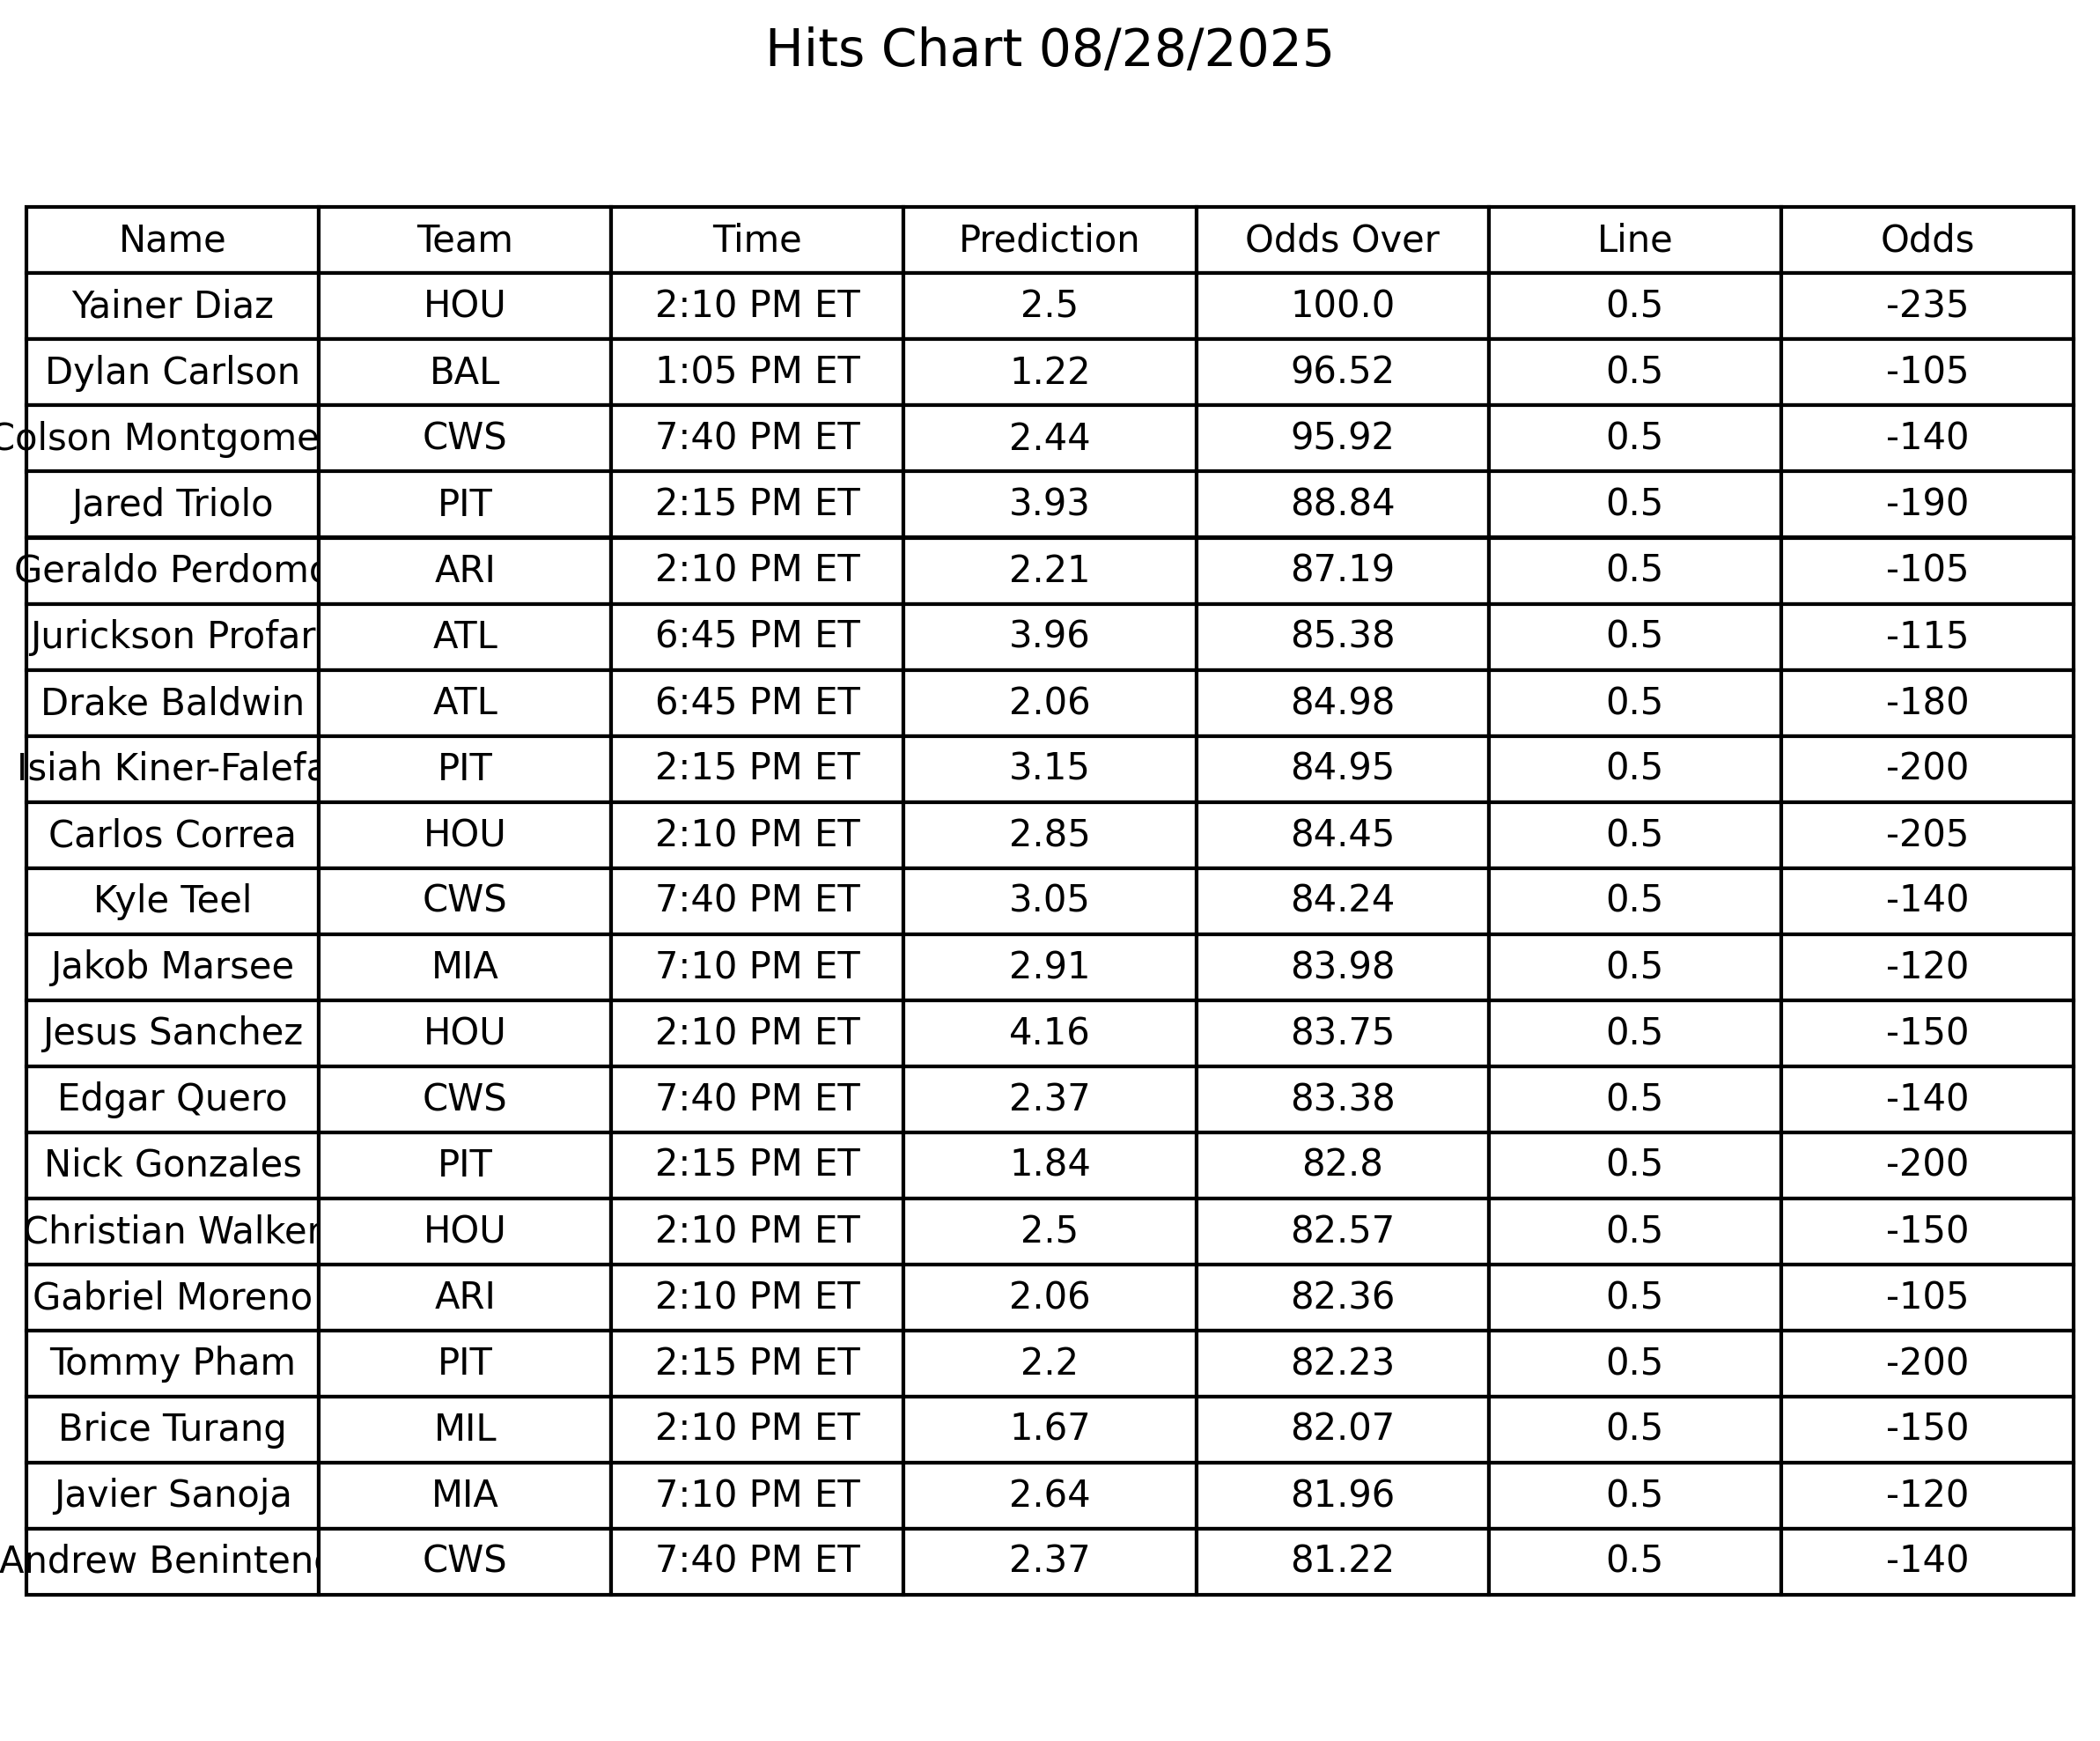 Hits Chart 08/28/2025
Name Team Time Prediction Odds Over Line Odds
Yainer Diaz HOU 2:10 PM ET 2.5 100.0 0.5 -235
Dylan Carlson BAL 1:05 PM ET 1.22 96.52 0.5 -105
Colson Montgome CWS 7:40 PM ET 2.44 95.92 0.5 -140
Jared Triolo PIT 2:15 PM ET 3.93 88.84 0.5 -190
Geraldo Perdomo ARI 2:10 PM ET 2.21 87.19 0.5 -105
Jurickson Profar ATL 6:45 PM ET 3.96 85.38 0.5 -115
Drake Baldwin ATL 6:45 PM ET 2.06 84.98 0.5 -180
Isiah Kiner-Falefa PIT 2:15 PM ET 3.15 84.95 0.5 -200
Carlos Correa HOU 2:10 PM ET 2.85 84.45 0.5 -205
Kyle Teel CWS 7:40 PM ET 3.05 84.24 0.5 -140
Jakob Marsee MIA 7:10 PM ET 2.91 83.98 0.5 -120
Jesus Sanchez HOU 2:10 PM ET 4.16 83.75 0.5 -150
Edgar Quero CWS 7:40 PM ET 2.37 83.38 0.5 -140
Nick Gonzales PIT 2:15 PM ET 1.84 82.8 0.5 -200
Christian Walker HOU 2:10 PM ET 2.5 82.57 0.5 -150
Gabriel Moreno ARI 2:10 PM ET 2.06 82.36 0.5 -105
Tommy Pham PIT 2:15 PM ET 2.2 82.23 0.5 -200
Brice Turang MIL 2:10 PM ET 1.67 82.07 0.5 -150
Javier Sanoja MIA 7:10 PM ET 2.64 81.96 0.5 -120
Andrew Benintend CWS 7:40 PM ET 2.37 81.22 0.5 -140